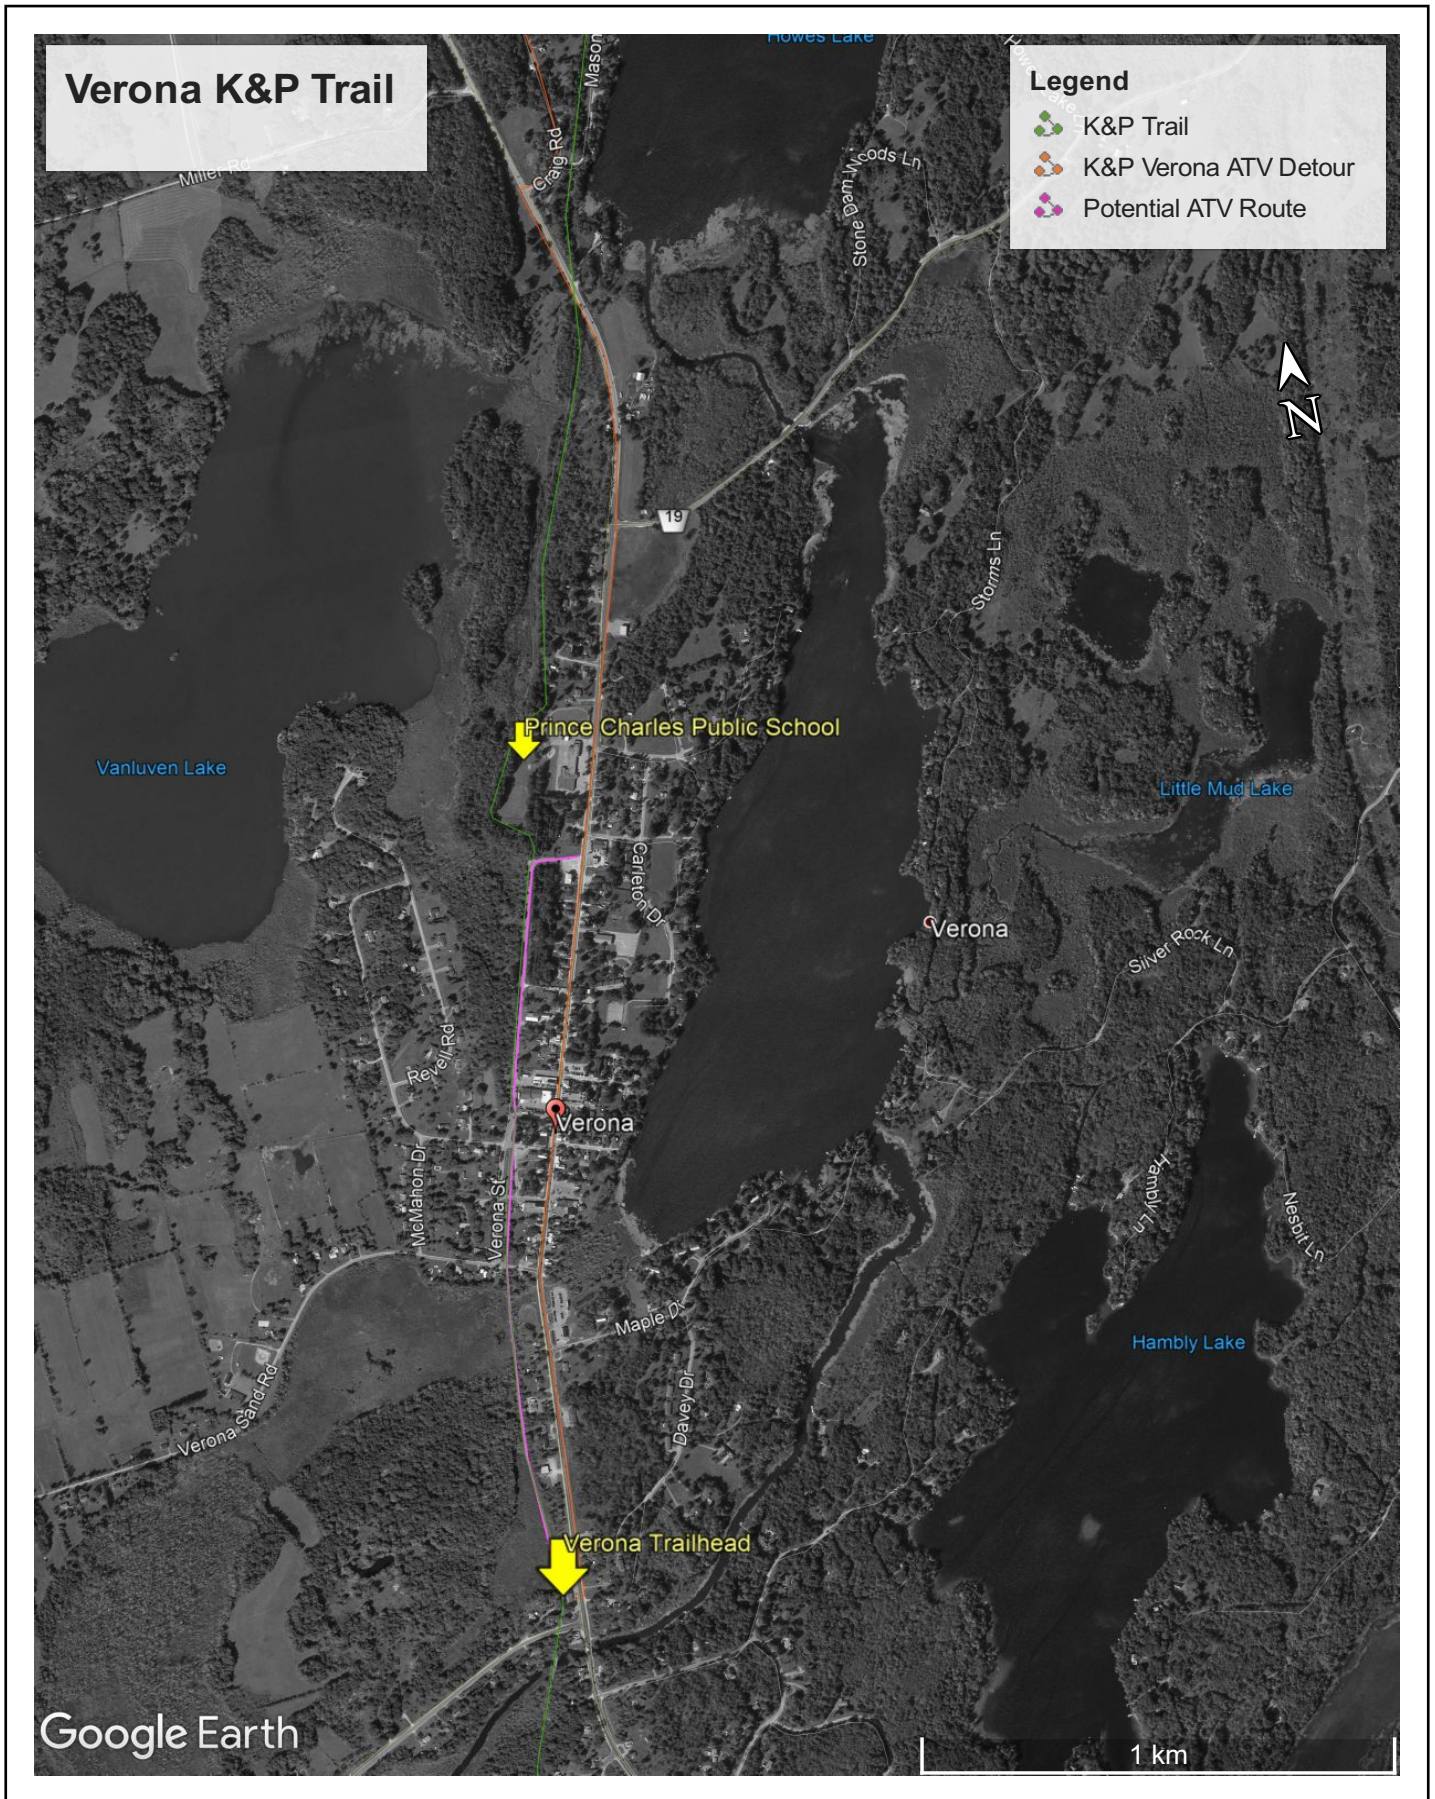 Howes Lake
Verona K&P Trail
Legend
K&P Trail
K&P Verona ATV Detour
Potential ATV Route
Mason
Craig Rd
Miller Rd
Stone Dam Woods Ln
N
19
Storms Ln
Prince Charles Public School
Vanluven Lake
Little Mud Lake
Carleton Dr
Verona
Silver Rock Ln
Revell Rd
Verona
McMahon Dr
Verona St
Hambly Ln
Nesbit Ln
Maple D
Hambly Lake
Davey Dr
Verona Sand Rd
Verona Trailhead
Google Earth
1 km